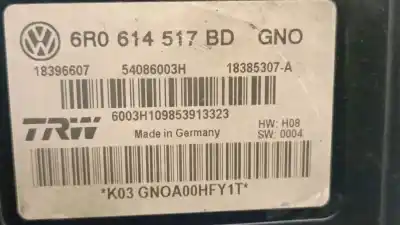 6R0 614 517 BD GNO
18396607 54086003H 18385307-A
6003H109853913323
TRW
Made in Germany
HW: H08
SW: 0004
*K03 GNOA00HFY1T*